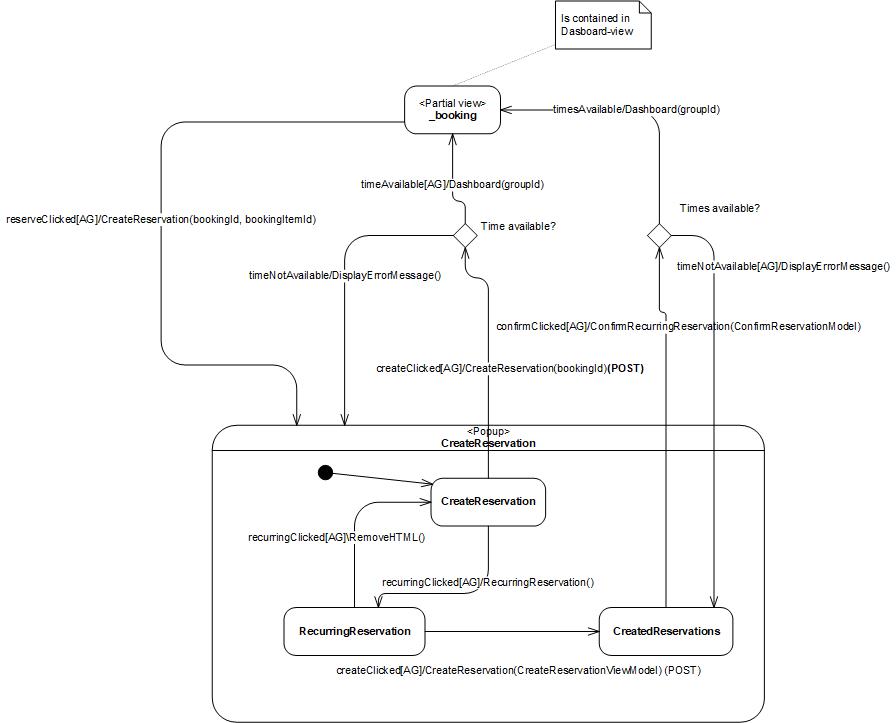 Is contained in
Dasboard-view
<Partial view>
_booking
timesAvailable/Dashboard(groupId)
timeAvailable[AG]/Dashboard(groupId)
Times available?
reserveClicked[AG]/CreateReservation(bookingId, bookingItemId)
Time available?
timeNotAvailable/DisplayErrorMessage()
timeNotAvailable[AG]/DisplayErrorMessage()
confirmClicked[AG]/ConfirmRecurringReservation(ConfirmReservationModel)
createClicked[AG]/CreateReservation(bookingId)(POST)
<Popup>
CreateReservation
CreateReservation
recurringClicked[AG]\RemoveHTML()
recurringClicked[AG]/RecurringReservation()
RecurringReservation
CreatedReservations
createClicked[AG]/CreateReservation(CreateReservationViewModel) (POST)